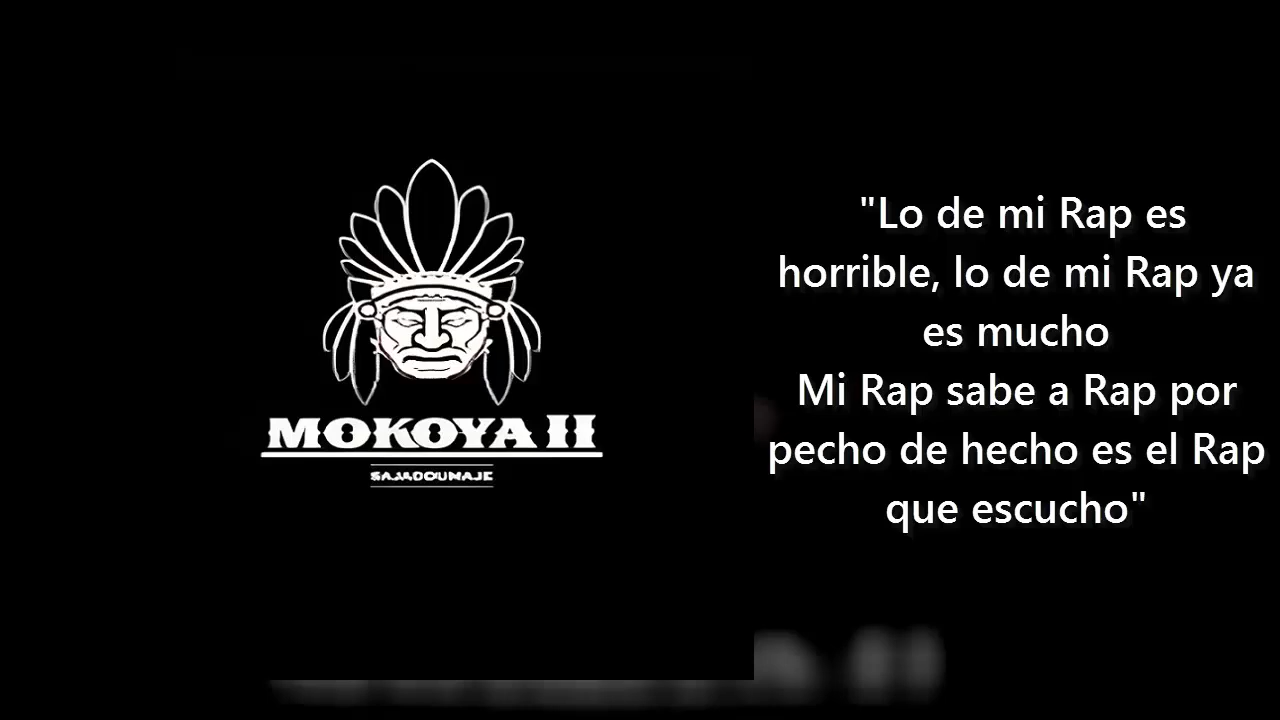 MOKOYA II
"Lo de mi Rap es
horrible, lo de mi Rap ya
es mucho
Mi Rap sabe a Rap por
pecho de hecho es el Rap
que escucho"